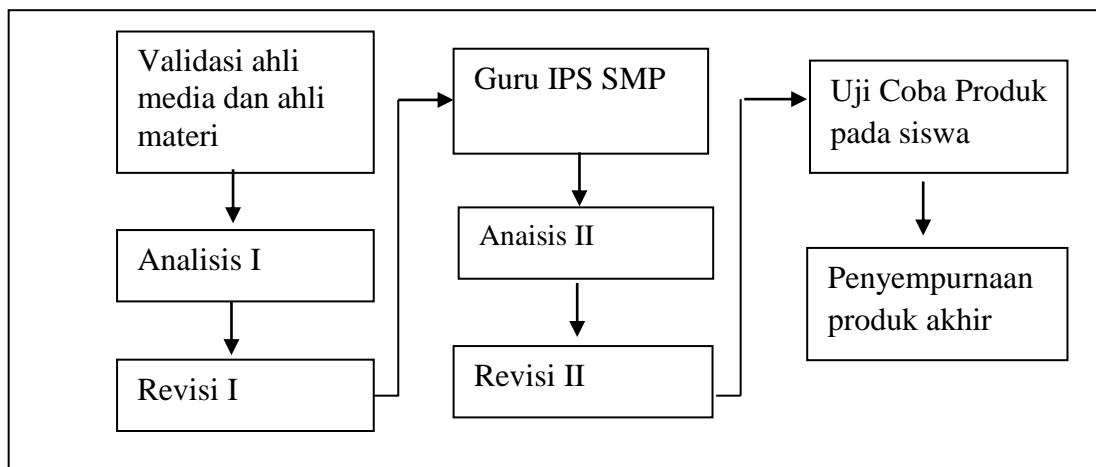 Validasi ahli
media dan ahli
materi
Analisis I
Revisi I
Guru IPS SMP
Anaisis II
Revisi II
Uji Coba Produk
pada siswa
Penyempurnaan
produk akhir